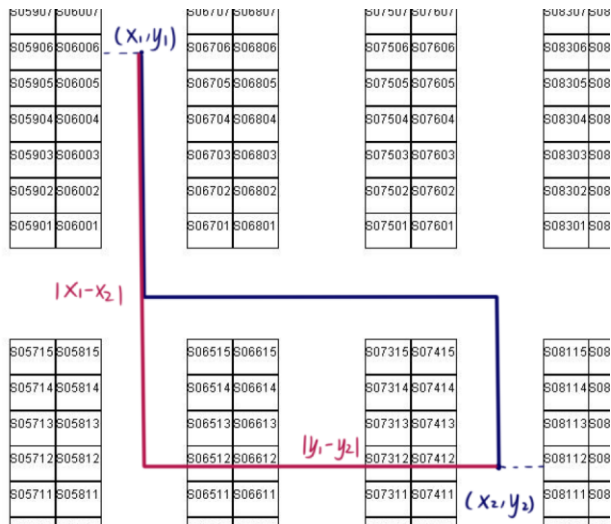 S05907 S06007 S06707 S06807 S07507 S07607 S08307 S08
(x₁,y₁)
S05906 S06006 S06706 S06806 S07506 S07606 S08306 S08
S05905 S06005 S06705 S06805 S07505 S07605 S08305 S08
S05904 S06004 S06704 S06804 S07504 S07604 S08304 S08
S05903 S06003 S06703 S06803 S07503 S07603 S08303 S08
S05902 S06002 S06702 S06802 S07502 S07602 S08302 S08
S05901 S06001 S06701 S06801 S07501 S07601 S08301 S08
|x₁-x₂|
S05715 S05815 S06515 S06615 S07315 S07415 S08115 S08
S05714 S05814 S06514 S06614 S07314 S07414 S08114 S08
S05713 S05813 S06513 S06613 S07313 S07413 S08113 S08
|y₁-y₂|
S05712 S05812 S06512 S06612 S07312 S07412 S08112 S08
S05711 S05811 S06511 S06611 S07311 S07411 S08111 S08
(x₂,y₂)